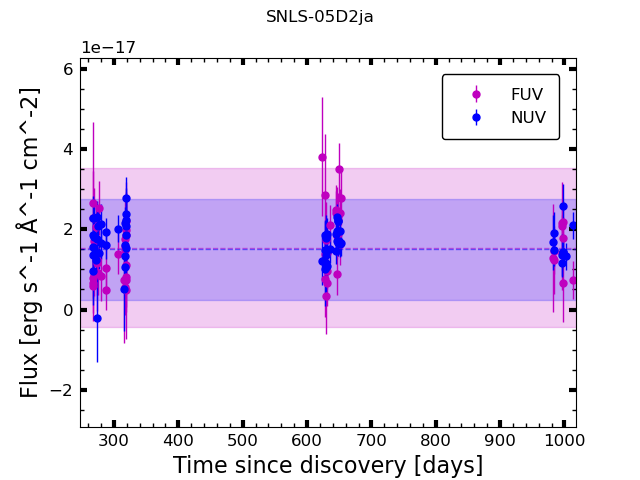 SNLS-05D2ja
1e−17
6
4
2
0
−2
Flux [erg s^-1 Å^-1 cm^-2]
FUV
NUV
300 400 500 600 700 800 900 1000
Time since discovery [days]